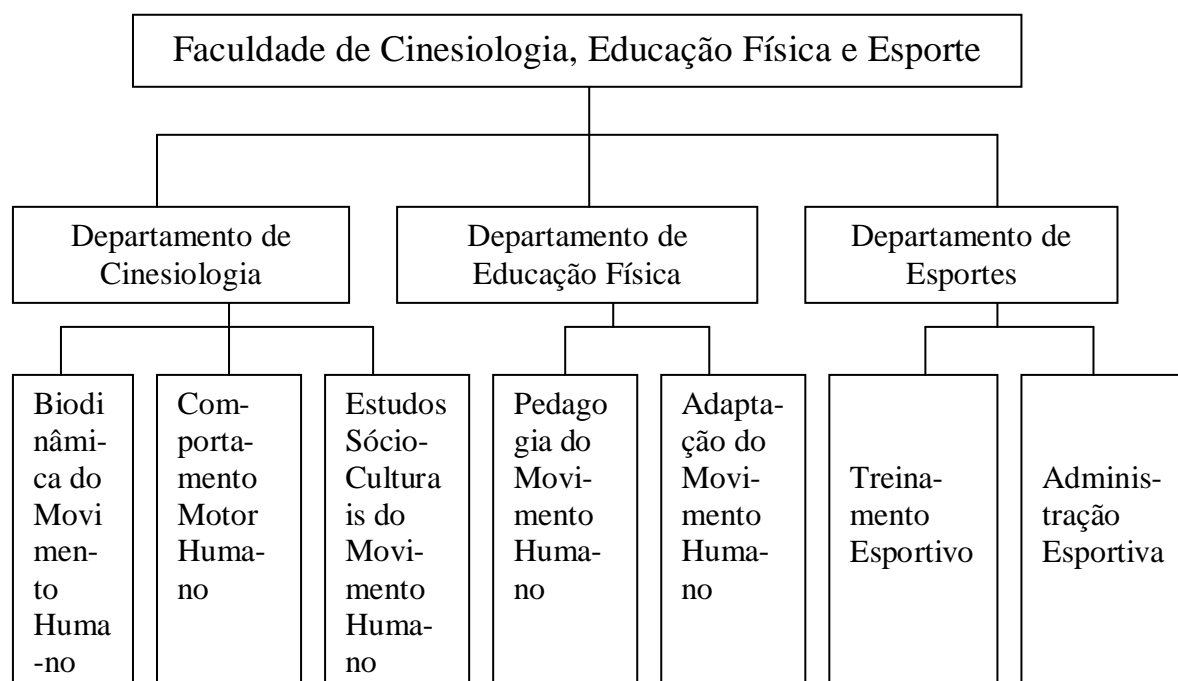 Faculdade de Cinesiologia, Educação Física e Esporte
Departamento de
Cinesiologia
Departamento de
Educação Física
Departamento de
Esportes
Biodi
nâmi-
ca do
Movi
men-
to
Huma
-no
Com-
porta-
mento
Motor
Huma-
no
Estudos
Sócio-
Culturа
is do
Movi-
mento
Huma-
no
Pedago
gia do
Movi-
mento
Huma-
no
Adapta-
ção do
Movi-
mento
Huma-
no
Treina-
mento
Esportivo
Adminis-
tração
Esportiva